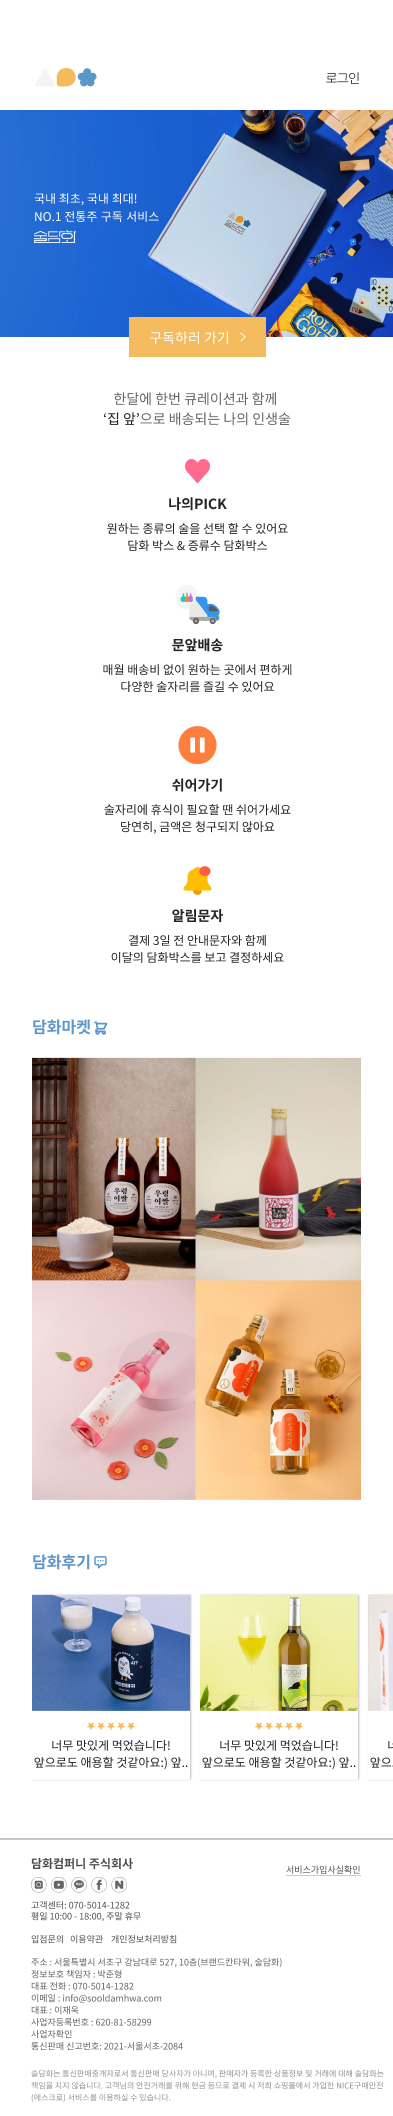 로그인
국내 최초, 국내 최대!
NO.1 전통주 구독 서비스
술담화
ROLD
GOLD
구독하러 가기 >
한달에 한번 큐레이션과 함께
‘집 앞’으로 배송되는 나의 인생술
나의PICK
원하는 종류의 술을 선택 할 수 있어요
담화 박스 & 증류수 담화박스
문앞배송
매월 배송비 없이 원하는 곳에서 편하게
다양한 술자리를 즐길 수 있어요
쉬어가기
술자리에 휴식이 필요할 땐 쉬어가세요
당연히, 금액은 청구되지 않아요
알림문자
결제 3일 전 안내문자와 함께
이달의 담화박스를 보고 결정하세요
담화마켓
우렁이쌀 우렁이쌀
담화후기
너무 맛있게 먹었습니다! 너무 맛있게 먹었습니다! 너
앞으로도 애용할 것같아요:) 앞.. 앞으로도 애용할 것같아요:) 앞.. 앞으
담화컴퍼니 주식회사
서비스가입사실확인
고객센터: 070-5014-1282
평일 10:00 - 18:00, 주말 휴무
입점문의 이용약관 개인정보처리방침
주소 : 서울특별시 서초구 강남대로 527, 10층(브랜드칸타워, 술담화)
정보보호 책임자 : 박준형
대표 전화 : 070-5014-1282
이메일 : info@sooldamhwa.com
대표 : 이재욱
사업자등록번호 : 620-81-58299
사업자확인
통신판매 신고번호: 2021-서울서초-2084
술담화는 통신판매중개자로서 통신판매 당사자가 아니며, 판매자가 등록한 상품정보 및 거래에 대해 술담화는
책임을 지지 않습니다. 고객님의 안전거래를 위해 현금 등으로 결제 시 저희 쇼핑몰에서 가입한 NICE구매안전
(에스크로) 서비스를 이용하실 수 있습니다.